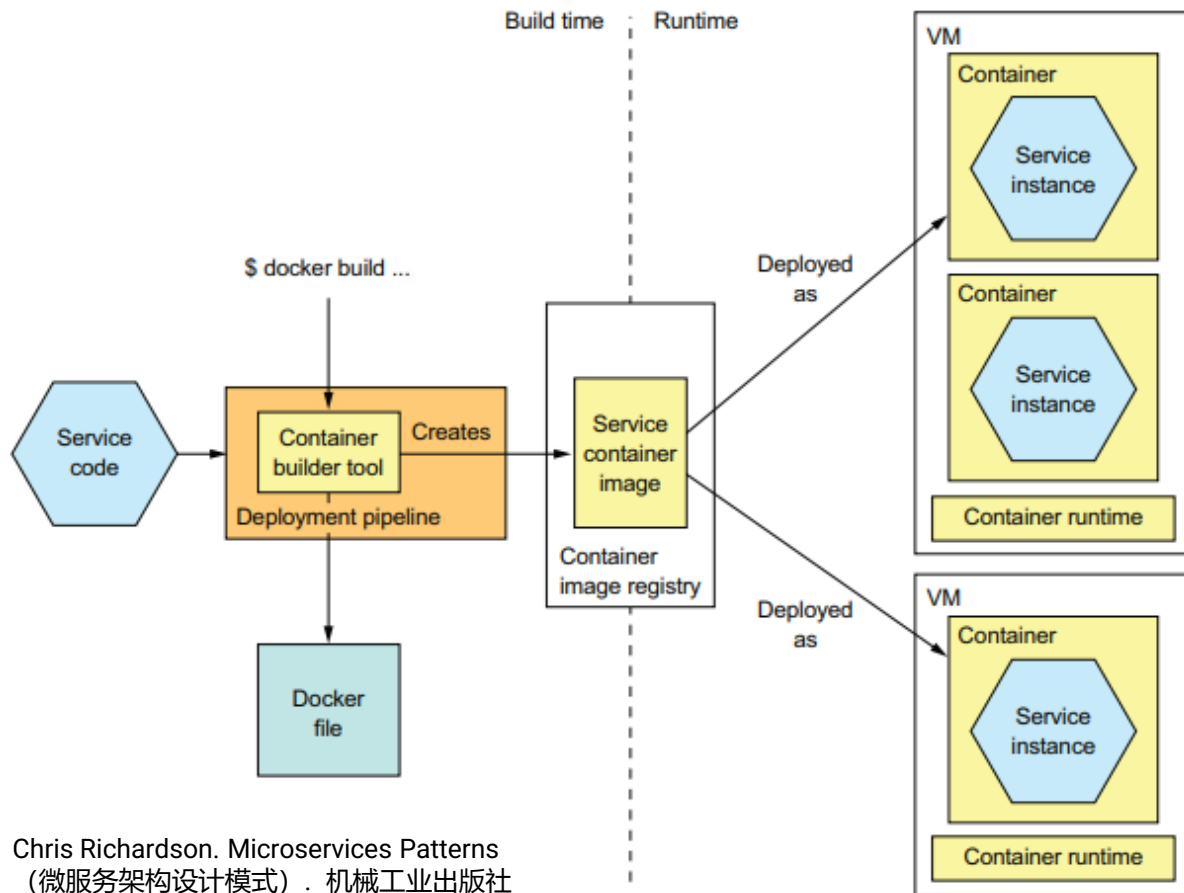 Build time
Runtime
$ docker build ...
Service
code
Container
builder tool
Creates
Deployment pipeline
Docker
file
Service
container
image
Container
image registry
Deployed
as
Deployed
as
VM
Container
Service
instance
Container
Service
instance
Container runtime
VM
Container
Service
instance
Container runtime
Chris Richardson. Microservices Patterns
（微服务架构设计模式）. 机械工业出版社